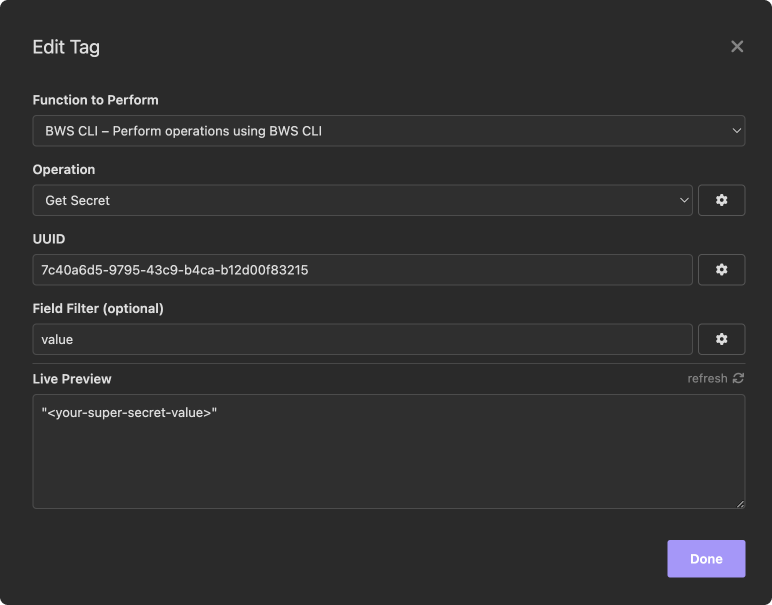 Edit Tag
Function to Perform
BWS CLI – Perform operations using BWS CLI
Operation
Get Secret
UUID
7c40a6d5-9795-43c9-b4ca-b12d00f83215
Field Filter (optional)
value
Live Preview
refresh
"<your-super-secret-value>"
Done